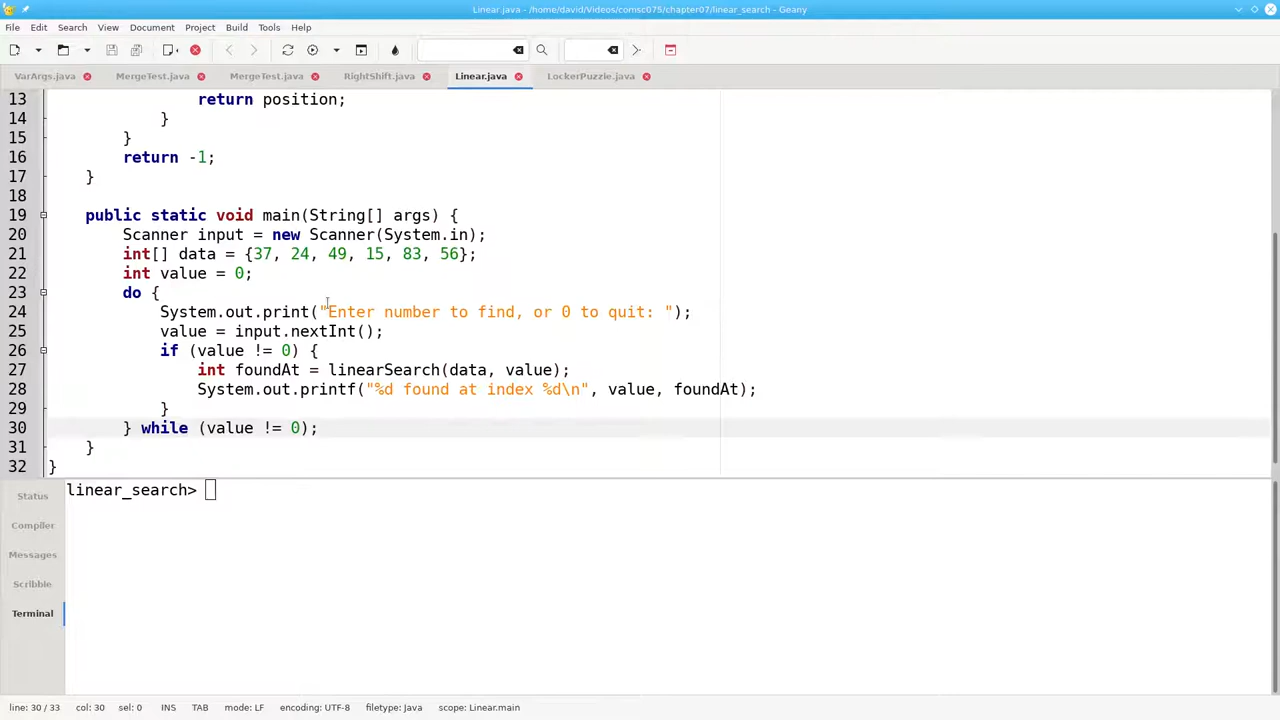 Linear.java - /home/david/Videos/comsc075/chapter07/linear_search - Geany
File Edit Search View Document Project Build Tools Help
VarArgs.java MergeTest.java MergeTest.java RightShift.java Linear.java LockerPuzzle.java
13 return position;
14 }
15 }
16 return -1;
17 }
18
19 public static void main(String[] args) {
20 Scanner input = new Scanner(System.in);
21 int[] data = {37, 24, 49, 15, 83, 56};
22 int value = 0;
23 do {
24 System.out.print("Enter number to find, or 0 to quit: ");
25 value = input.nextInt();
26 if (value != 0) {
27 int foundAt = linearSearch(data, value);
28 System.out.printf("%d found at index %d\n", value, foundAt);
29 }
30 } while (value != 0);
31 }
32 }
Status
Compiler
Messages
Scribble
Terminal
linear_search>
line: 30 / 33 col: 30 sel: 0 INS TAB mode: LF encoding: UTF-8 filetype: Java scope: Linear.main